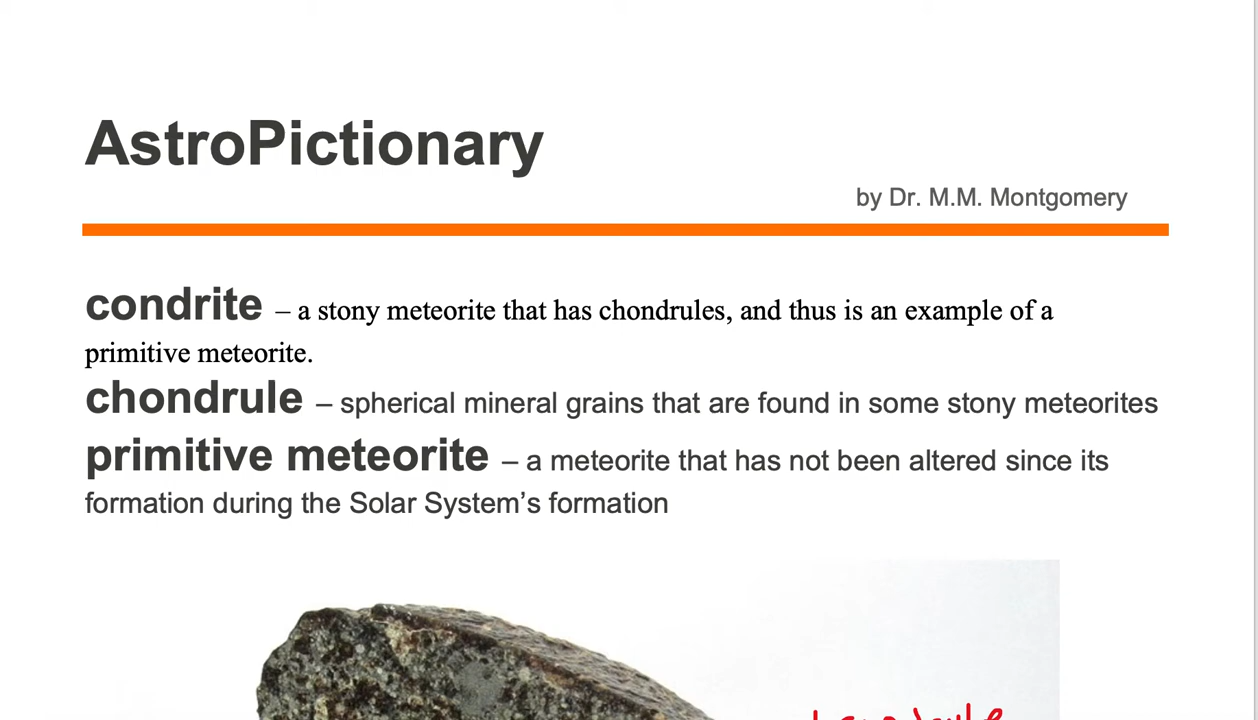 AstroPictionary
by Dr. M.M. Montgomery
condrite – a stony meteorite that has chondrules, and thus is an example of a
primitive meteorite.
chondrule – spherical mineral grains that are found in some stony meteorites
primitive meteorite – a meteorite that has not been altered since its
formation during the Solar System’s formation